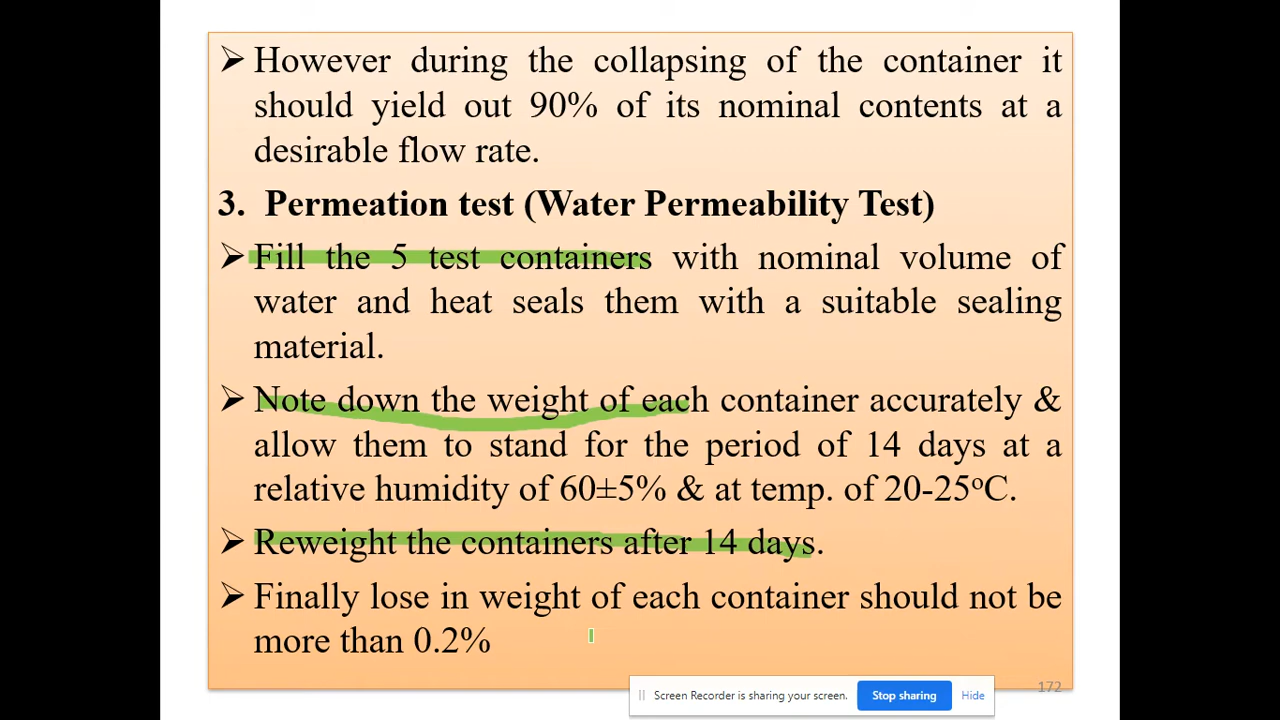 ➢ However during the collapsing of the container it
should yield out 90% of its nominal contents at a
desirable flow rate.
3. Permeation test (Water Permeability Test)
➢ Fill the 5 test containers with nominal volume of
water and heat seals them with a suitable sealing
material.
➢ Note down the weight of each container accurately &
allow them to stand for the period of 14 days at a
relative humidity of 60±5% & at temp. of 20-25ºC.
➢ Reweight the containers after 14 days.
➢ Finally lose in weight of each container should not be
more than 0.2%
172
Screen Recorder is sharing your screen. Stop sharing Hide